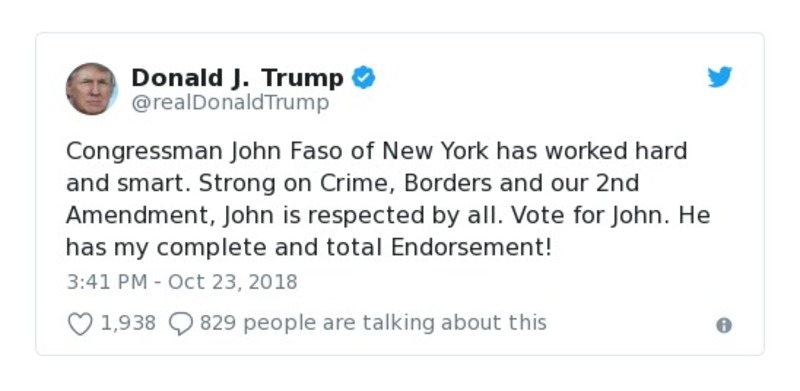 Donald J. Trump
@realDonaldTrump
Congressman John Faso of New York has worked hard
and smart. Strong on Crime, Borders and our 2nd
Amendment, John is respected by all. Vote for John. He
has my complete and total Endorsement!
3:41 PM - Oct 23, 2018
1,938 829 people are talking about this